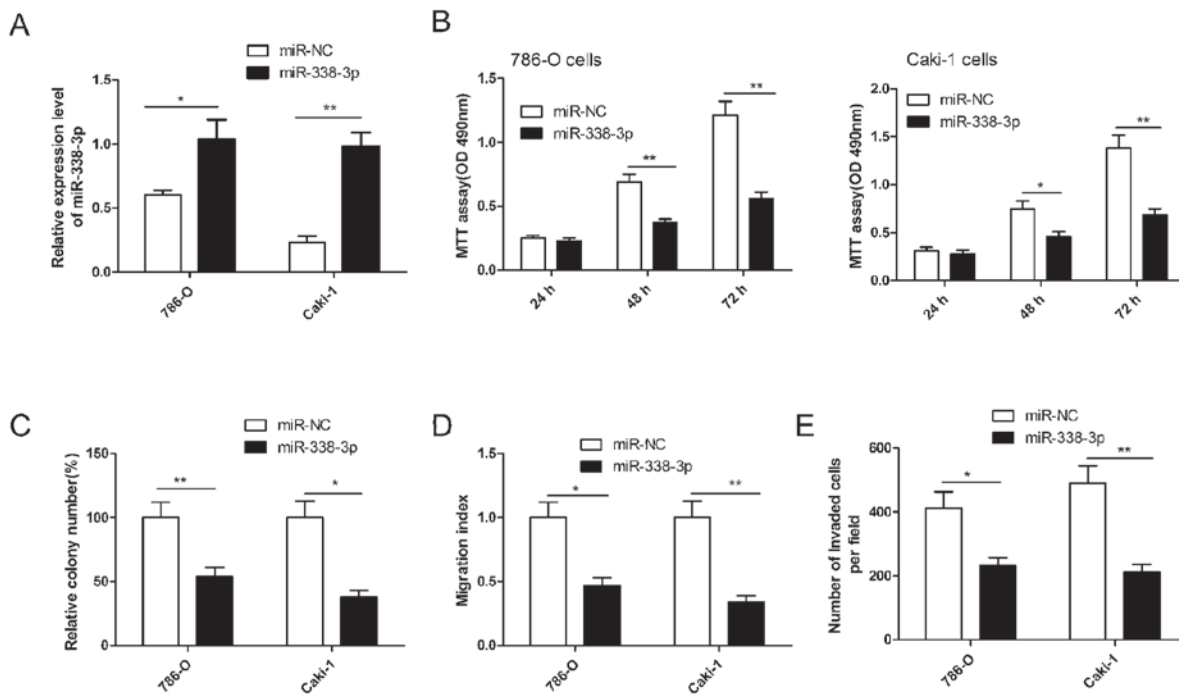 A
miR-NC
miR-338-3p
Relative expression level
of miR-338-3p
1.5
1.0
0.5
0.0
*
**
786-O
Caki-1
B
786-O cells
miR-NC
miR-338-3p
MTT assay(OD 490nm)
1.5
1.0
0.5
0.0
**
**
24 h
48 h
72 h
Caki-1 cells
miR-NC
miR-338-3p
MTT assay(OD 490nm)
2.0
1.5
1.0
0.5
0.0
*
**
24 h
48 h
72 h
C
miR-NC
miR-338-3p
Relative colony number(%)
150
100
50
0
**
*
786-O
Caki-1
D
miR-NC
miR-338-3p
Migration index
1.5
1.0
0.5
0.0
*
**
786-O
Caki-1
E
miR-NC
miR-338-3p
Number of Invaded cells
per field
600
400
200
0
*
**
786-O
Caki-1